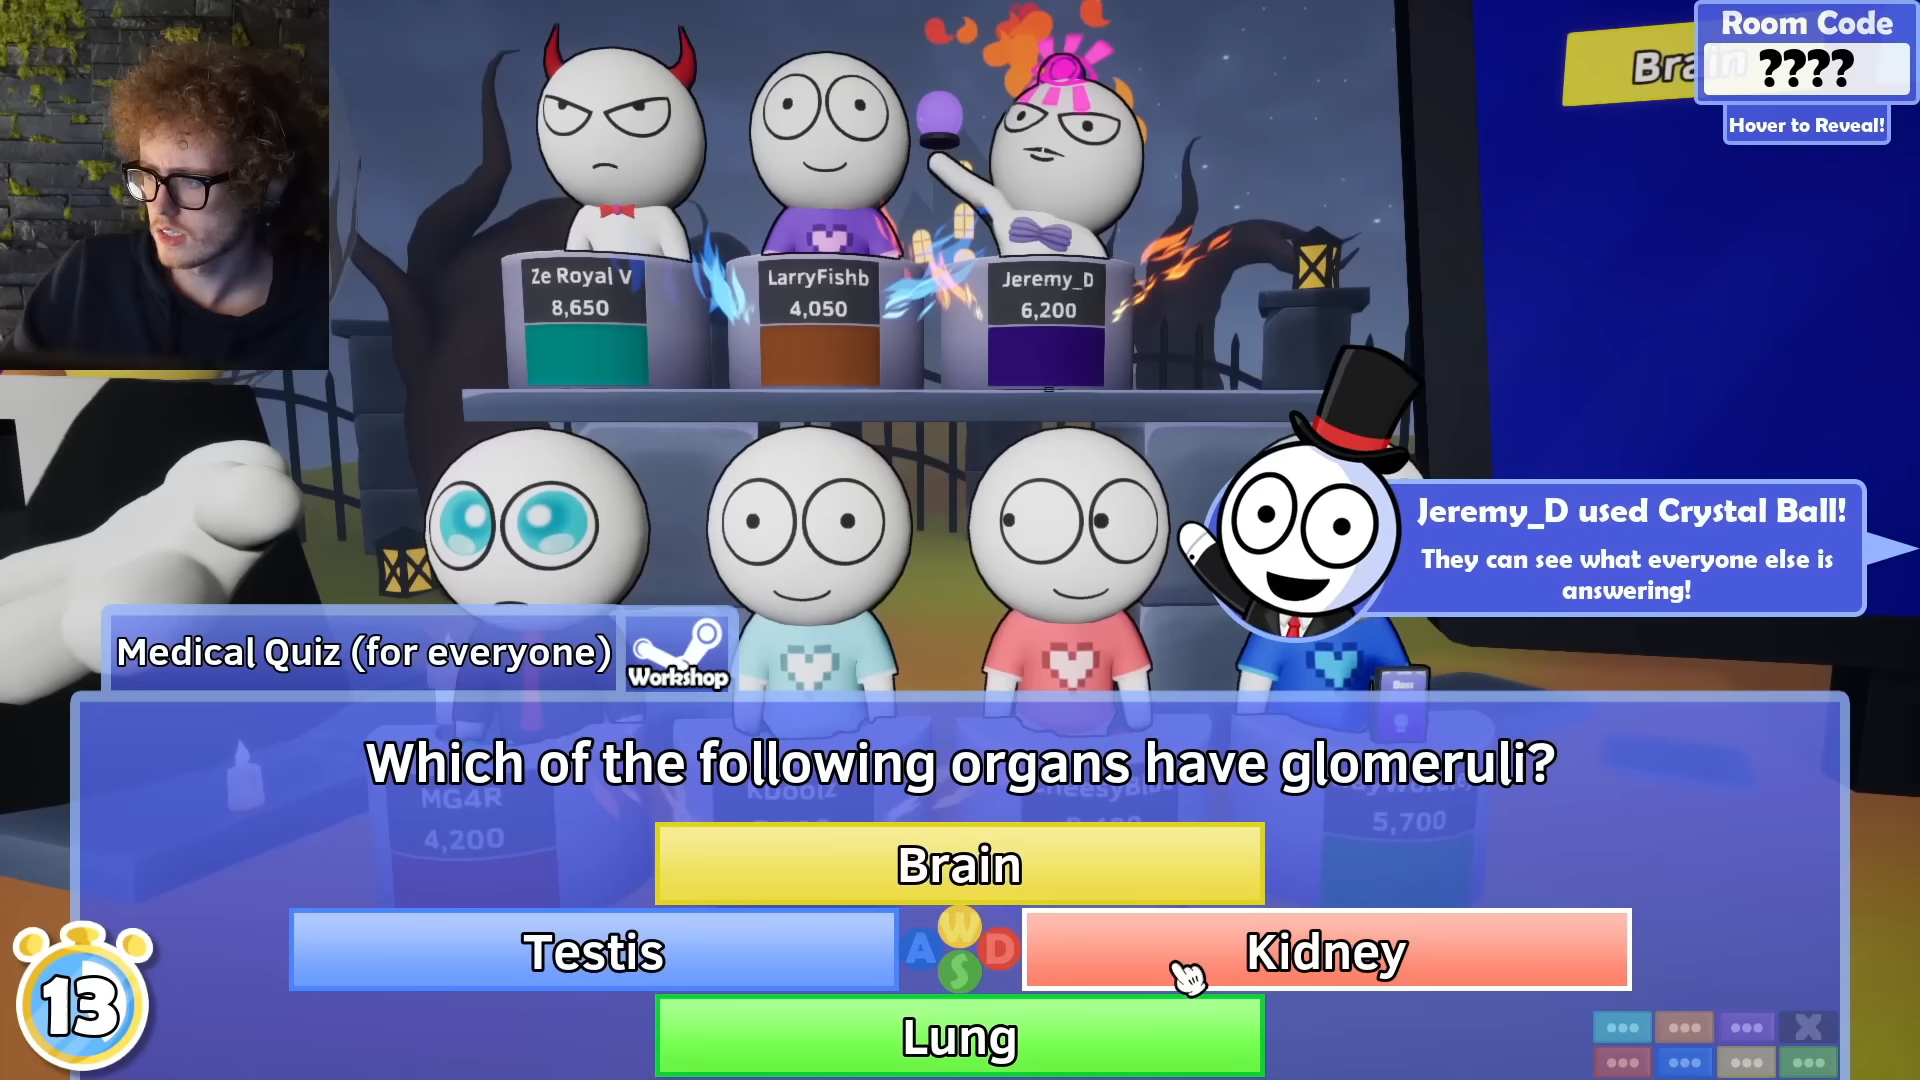 Room Code
????
Hover to Reveal!
Ze Royal V
8,650
LarryFishb
4,050
Jeremy_D
6,200
Jeremy_D used Crystal Ball!
They can see what everyone else is
answering!
Medical Quiz (for everyone)
Workshop
Which of the following organs have glomeruli?
MG4R
4,200
5,700
Brain
Testis
W
A
D
S
Kidney
Lung
13